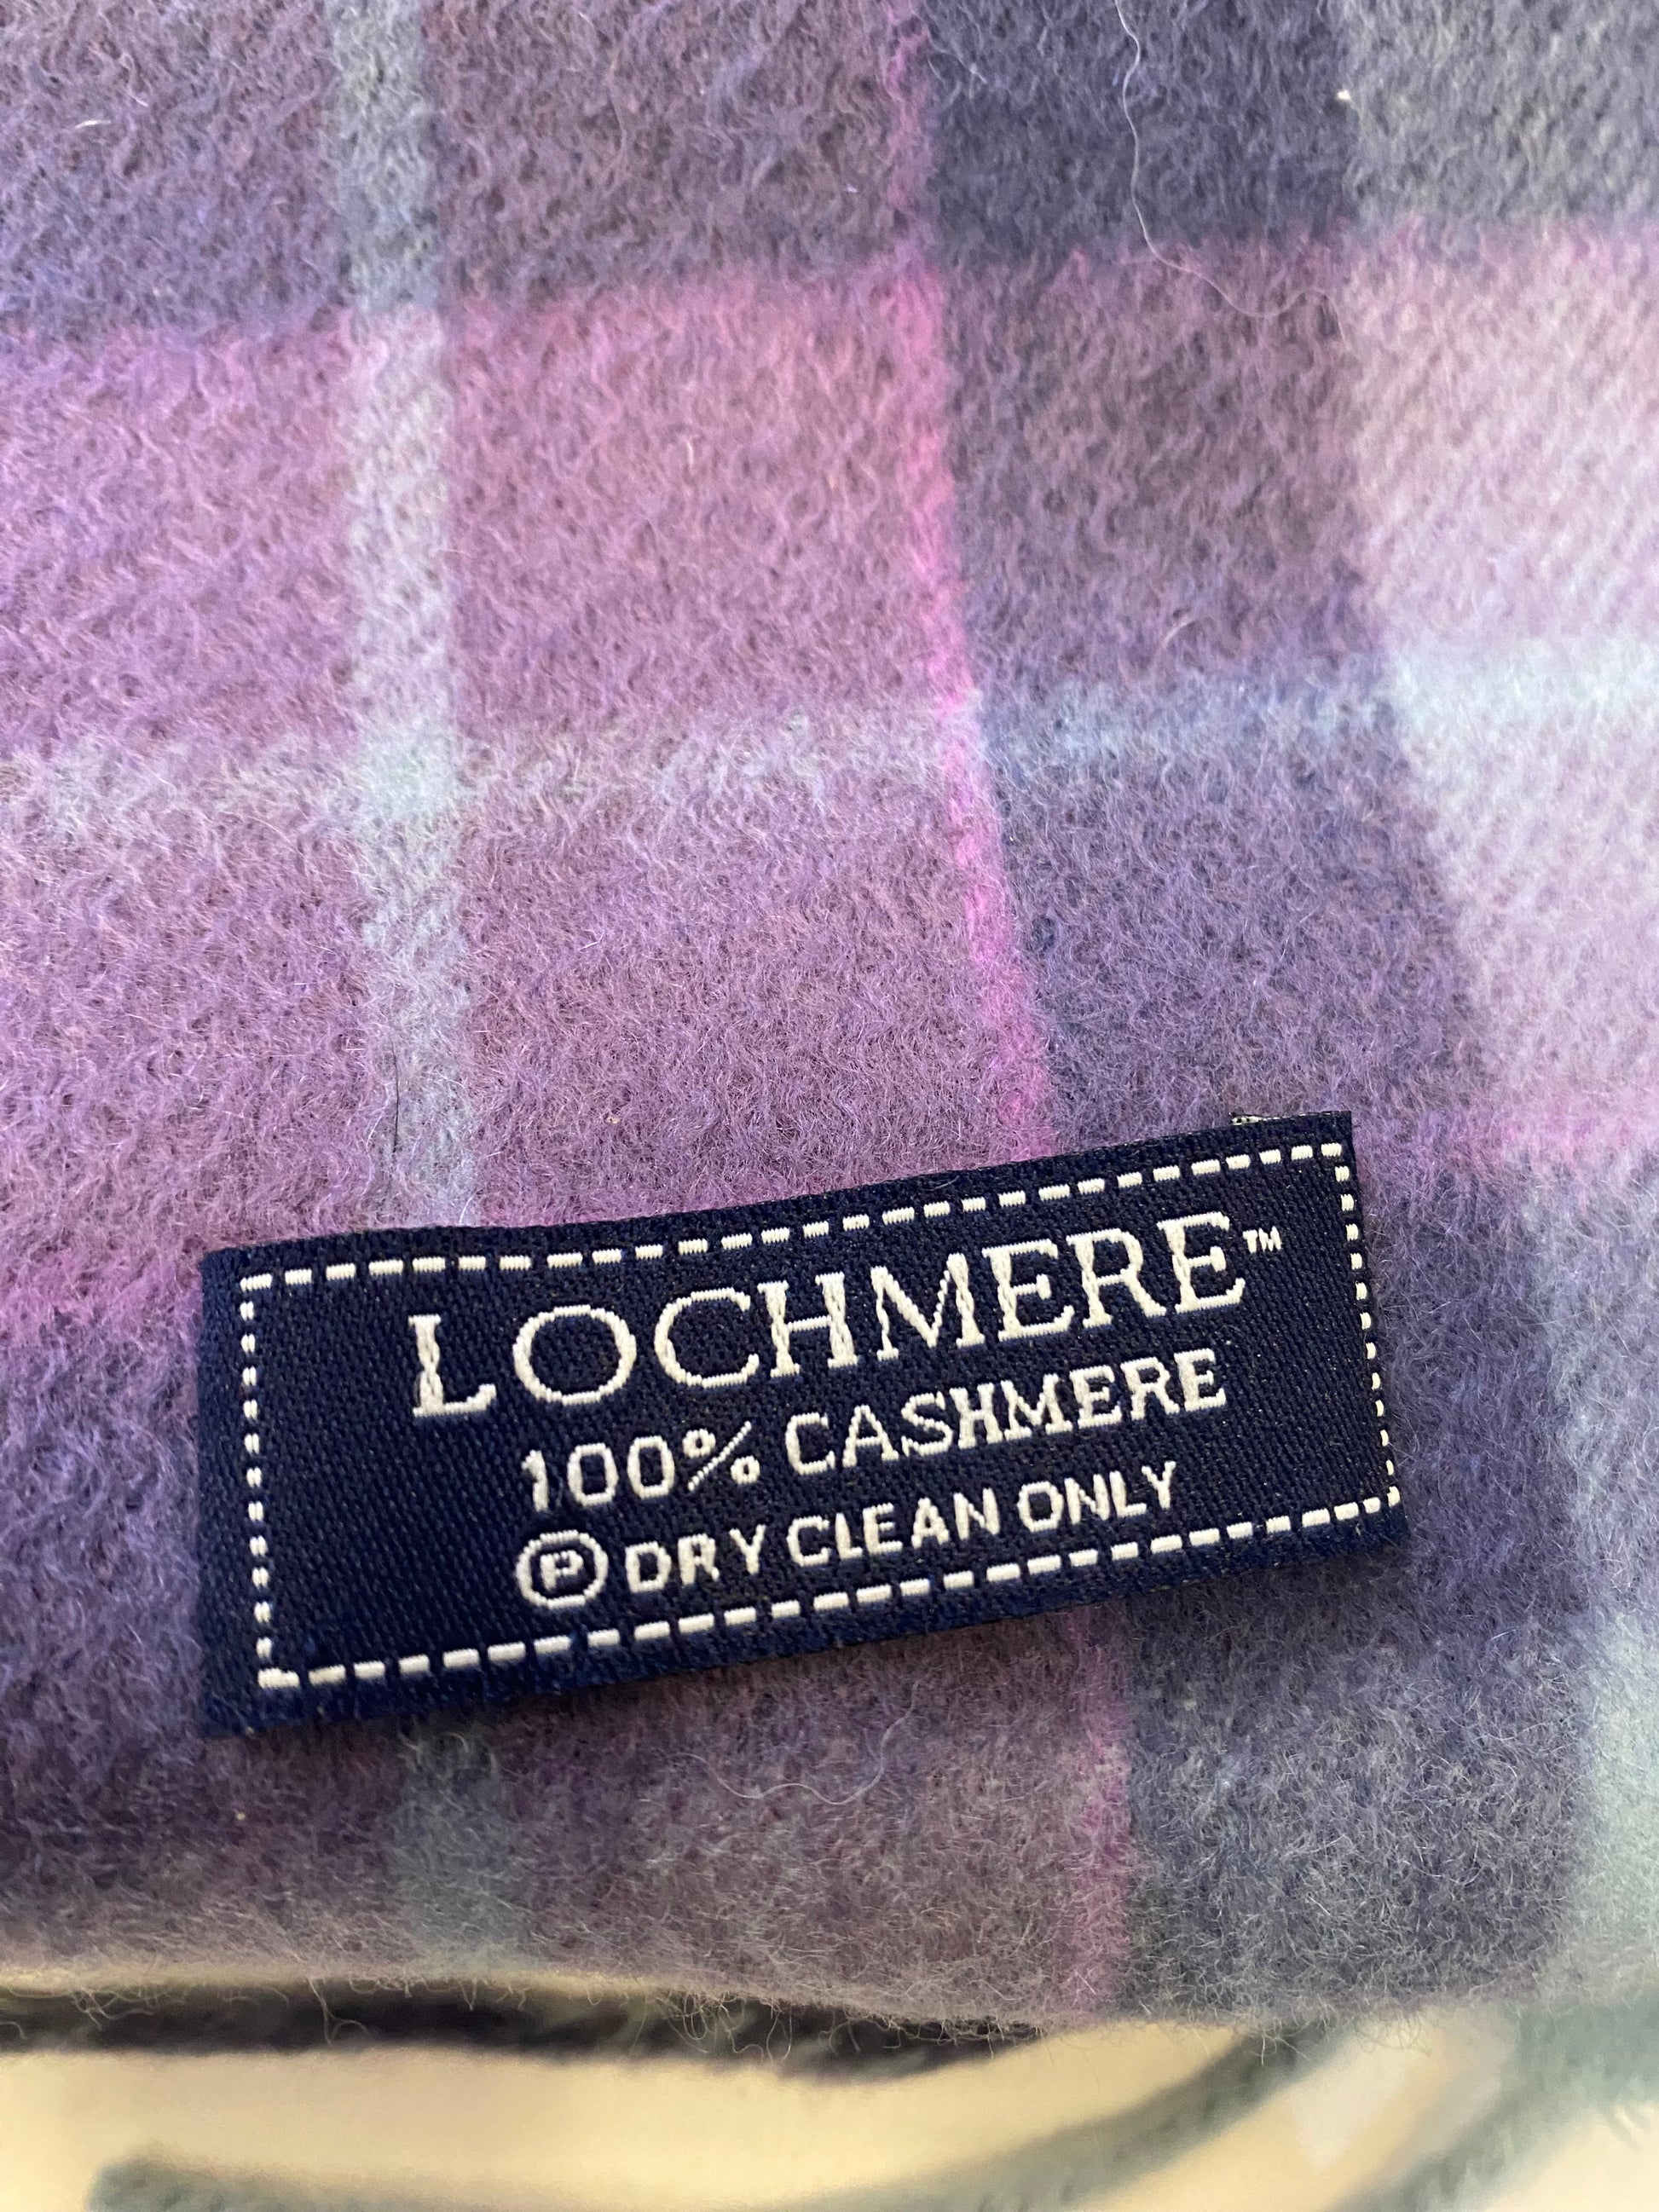 LOCHMERE™
100% CASHMERE
Ⓟ DRY CLEAN ONLY